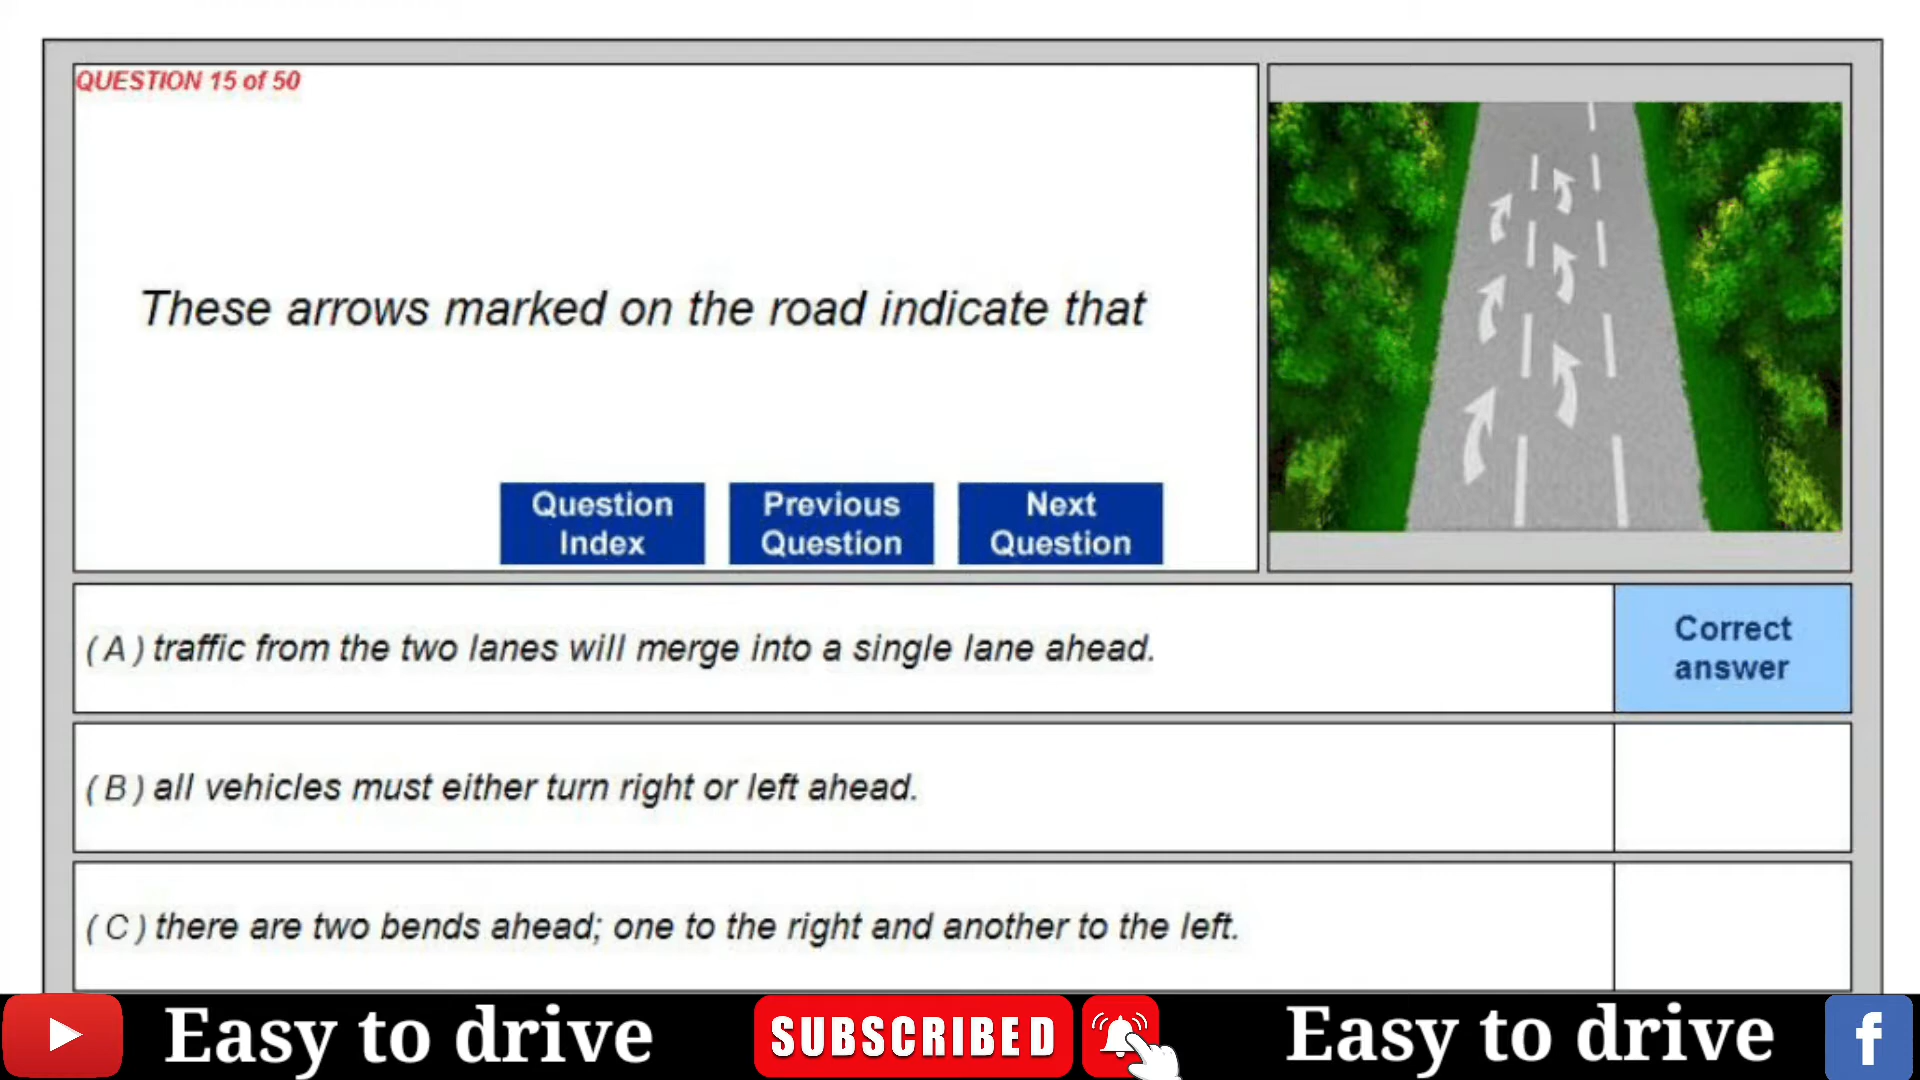 QUESTION 15 of 50
These arrows marked on the road indicate that
Question
Index
Previous
Question
Next
Question
( A ) traffic from the two lanes will merge into a single lane ahead.
Correct
answer
( B ) all vehicles must either turn right or left ahead.
( C ) there are two bends ahead; one to the right and another to the left.
Easy to drive
SUBSCRIBED
Easy to drive
f